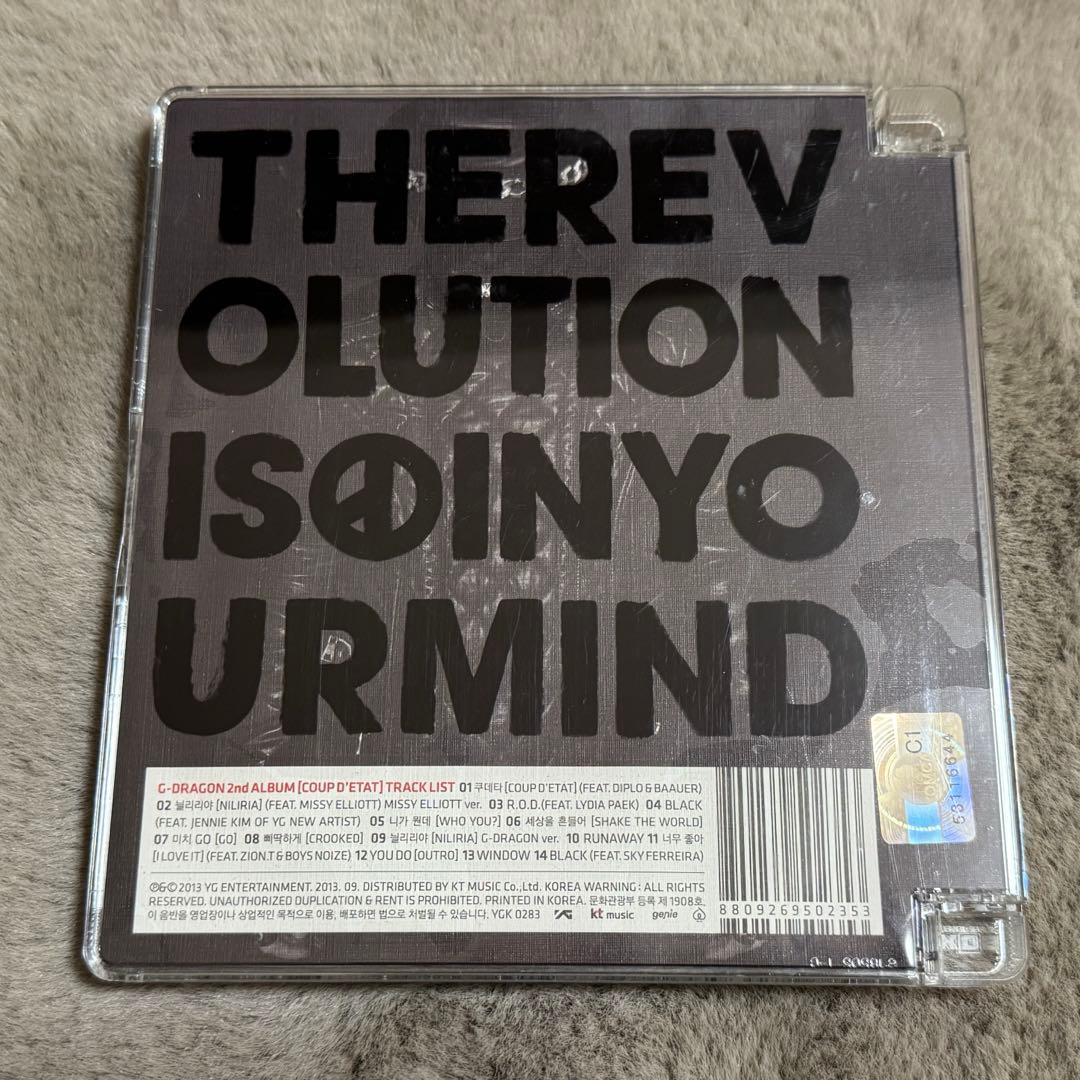 THEREV
OLUTION
IS☮INYO
URMIND
G-DRAGON 2nd ALBUM [COUP D'ETAT] TRACK LIST 01 쿠데타 [COUP D'ETAT] (FEAT. DIPLO & BAAUER)
02 늴리리야 [NILIRIA] (FEAT. MISSY ELLIOTT) MISSY ELLIOTT ver. 03 R.O.D. (FEAT. LYDIA PAEK) 04 BLACK
(FEAT. JENNIE KIM OF YG NEW ARTIST) 05 니가 뭔데 [WHO YOU?] 06 세상을 흔들어 [SHAKE THE WORLD]
07 미치 GO [GO] 08 삐딱하게 [CROOKED] 09 늴리리야 [NILIRIA] G-DRAGON ver. 10 RUNAWAY 11 너무 좋아
[I LOVE IT] (FEAT. ZION.T & BOYS NOIZE) 12 YOU DO [OUTRO] 13 WINDOW 14 BLACK (FEAT. SKY FERREIRA)
℗&© 2013 YG ENTERTAINMENT. 2013. 09. DISTRIBUTED BY KT MUSIC Co., Ltd. KOREA WARNING : ALL RIGHTS
RESERVED. UNAUTHORIZED DUPLICATION & RENT IS PROHIBITED. PRINTED IN KOREA. 문화관광부 등록 제 1908호.
이 음반을 영업장이나 상업적인 목적으로 이용, 배포하면 법으로 처벌될 수 있습니다. YGK 0283 YG kt music genie
8809269502353
C1
53116644